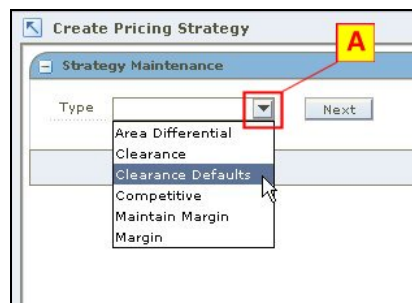 Create Pricing Strategy
A
Strategy Maintenance
Type Next
Area Differential
Clearance
Clearance Defaults
Competitive
Maintain Margin
Margin